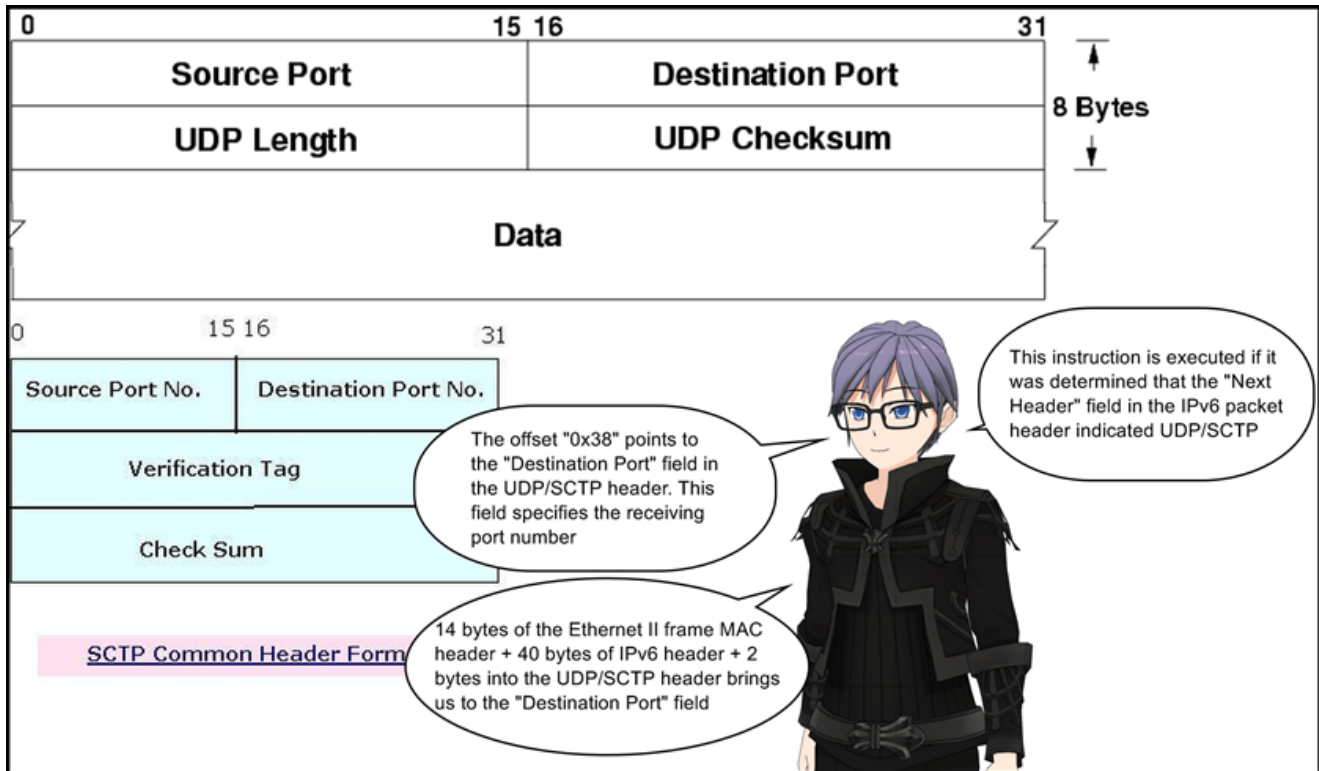 0 15 16 31
Source Port Destination Port
8 Bytes
UDP Length UDP Checksum
Data
0 15 16 31
Source Port No. Destination Port No.
Verification Tag
Check Sum
SCTP Common Header Form
This instruction is executed if it
was determined that the "Next
Header" field in the IPv6 packet
header indicated UDP/SCTP
The offset "0x38" points to
the "Destination Port" field in
the UDP/SCTP header. This
field specifies the receiving
port number
14 bytes of the Ethernet II frame MAC
header + 40 bytes of IPv6 header + 2
bytes into the UDP/SCTP header brings
us to the "Destination Port" field